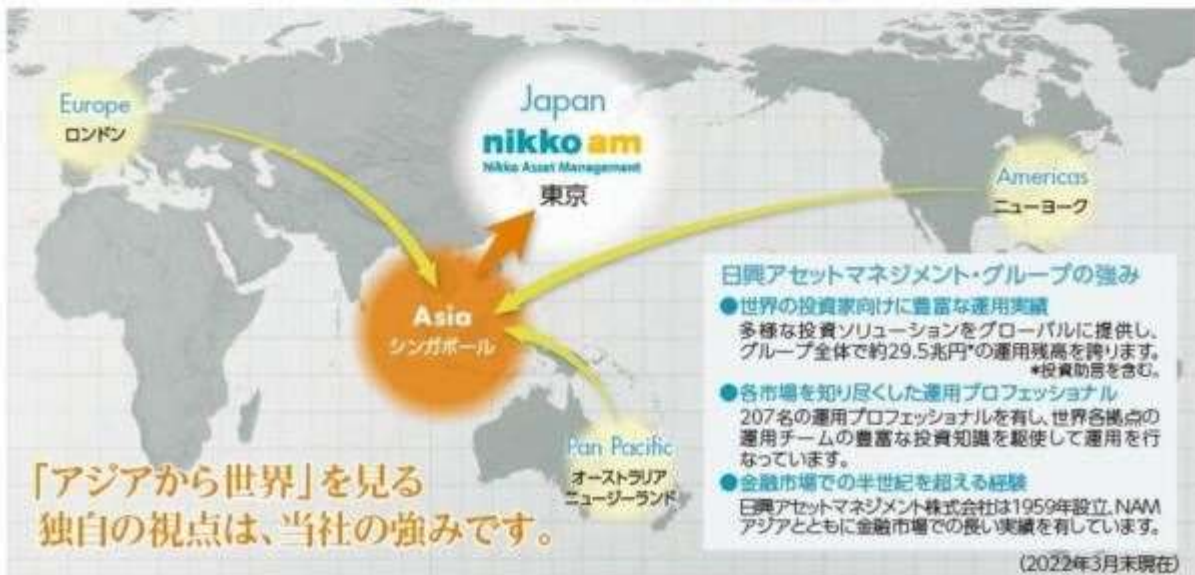 Europe
ロンドン
Japan
nikko am
Nikko Asset Management
東京
Americas
ニューヨーク
Asia
シンガポール
Pan Pacific
オーストラリア
ニュージーランド
「アジアから世界」を見る
独自の視点は、当社の強みです。
日興アセットマネジメント・グループの強み
●世界の投資家向けに豊富な運用実績
多様な投資ソリューションをグローバルに提供し、
グループ全体で約29.5兆円*の運用残高を誇ります。
*投資助言を含む。
●各市場を知り尽くした運用プロフェッショナル
207名の運用プロフェッショナルを有し、世界各拠点の
運用チームの豊富な投資知識を駆使して運用を行
なっています。
●金融市場での半世紀を超える経験
日興アセットマネジメント株式会社は1959年設立、NAM
アジアとともに金融市場での長い実績を有しています。
(2022年3月末現在)